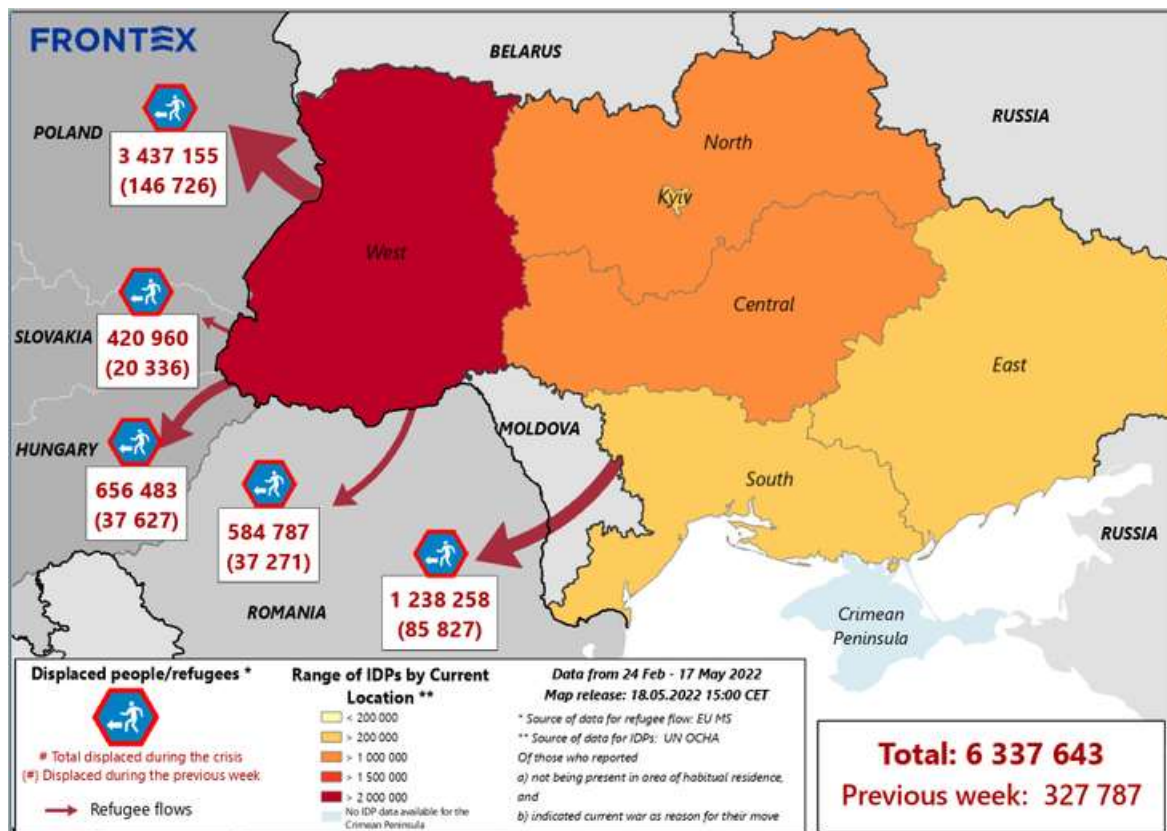 FRONTEX
BELARUS
RUSSIA
POLAND
3 437 155
(146 726)
North
Kyiv
West
Central
SLOVAKIA
420 960
(20 336)
East
HUNGARY
656 483
(37 627)
MOLDOVA
South
584 787
(37 271)
RUSSIA
ROMANIA
1 238 258
(85 827)
Crimean
Peninsula
Displaced people/refugees *
# Total displaced during the crisis
(#) Displaced during the previous week
Refugee flows
Range of IDPs by Current
Location **
< 200 000
> 200 000
> 1 000 000
> 1 500 000
> 2 000 000
No IDP data available for the
Crimean Peninsula
Data from 24 Feb - 17 May 2022
Map release: 18.05.2022 15:00 CET
* Source of data for refugee flow: EU MS
** Source of data for IDPs: UN OCHA
Of those who reported
a) not being present in area of habitual residence,
and
b) indicated current war as reason for their move
Total: 6 337 643
Previous week: 327 787